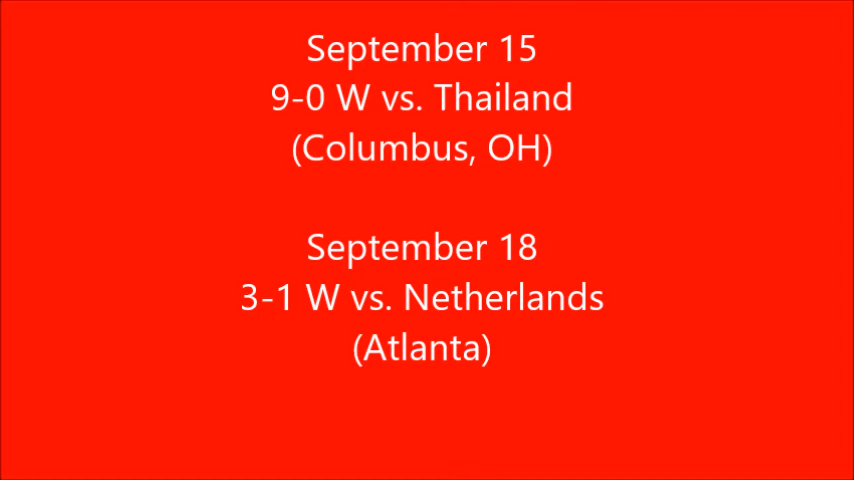 September 15
9-0 W vs. Thailand
(Columbus, OH)
September 18
3-1 W vs. Netherlands
(Atlanta)